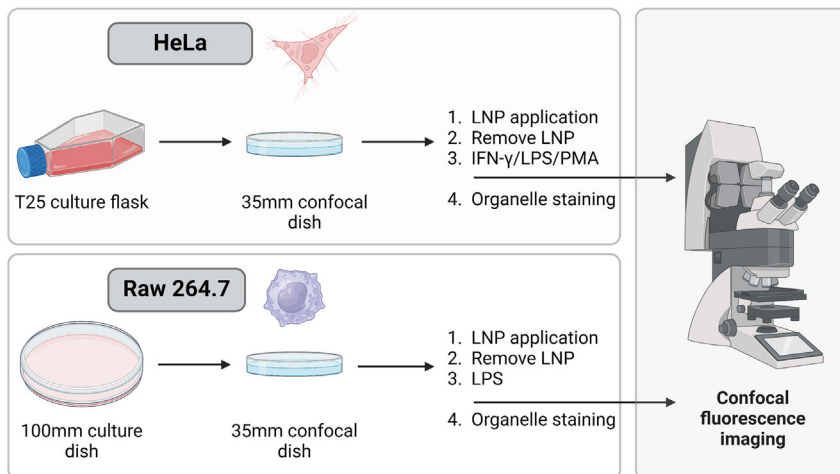 HeLa
T25 culture flask
35mm confocal
dish
1. LNP application
2. Remove LNP
3. IFN-γ/LPS/PMA
4. Organelle staining
Raw 264.7
100mm culture
dish
35mm confocal
dish
1. LNP application
2. Remove LNP
3. LPS
4. Organelle staining
Confocal
fluorescence
imaging